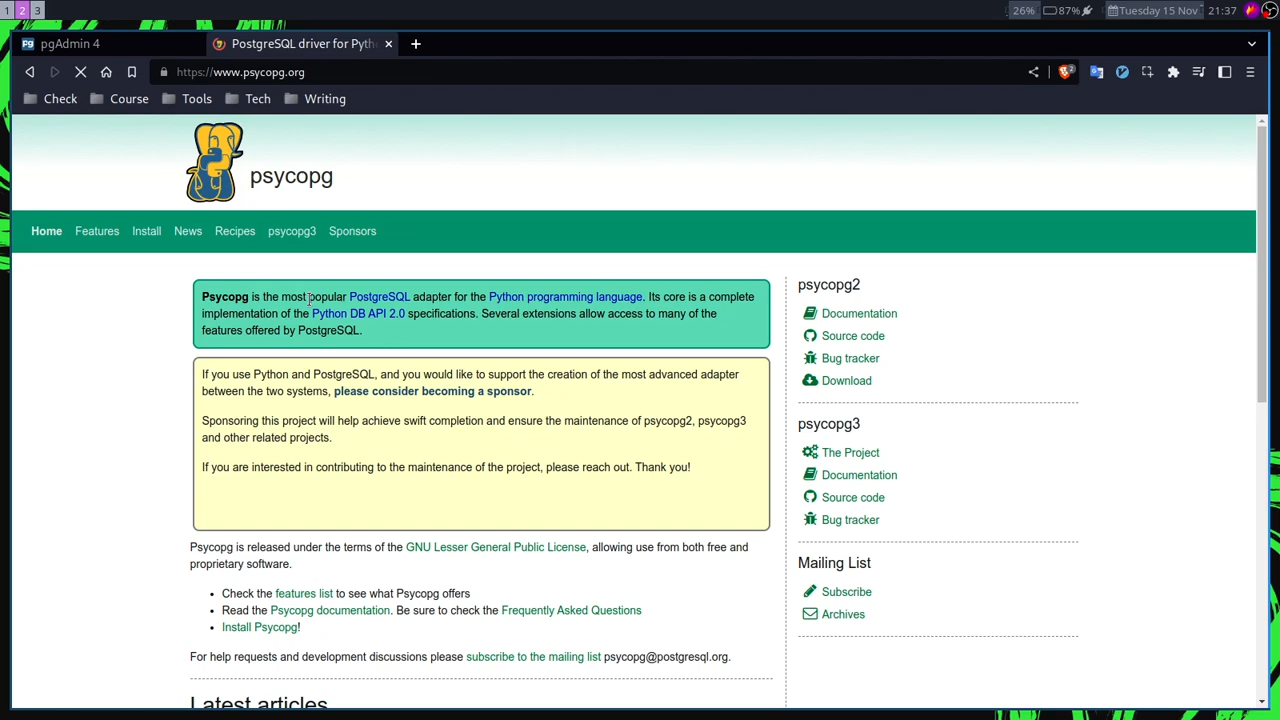 1 2 3
26% 87% Tuesday 15 Nov 21:37
pgAdmin 4
PostgreSQL driver for Pyth
https://www.psycopg.org
2
Check Course Tools Tech Writing
psycopg
Home Features Install News Recipes psycopg3 Sponsors
Psycopg is the most popular PostgreSQL adapter for the Python programming language. Its core is a complete
implementation of the Python DB API 2.0 specifications. Several extensions allow access to many of the
features offered by PostgreSQL.
If you use Python and PostgreSQL, and you would like to support the creation of the most advanced adapter
between the two systems, please consider becoming a sponsor.
Sponsoring this project will help achieve swift completion and ensure the maintenance of psycopg2, psycopg3
and other related projects.
If you are interested in contributing to the maintenance of the project, please reach out. Thank you!
Psycopg is released under the terms of the GNU Lesser General Public License, allowing use from both free and
proprietary software.
Check the features list to see what Psycopg offers
Read the Psycopg documentation. Be sure to check the Frequently Asked Questions
Install Psycopg!
For help requests and development discussions please subscribe to the mailing list psycopg@postgresql.org.
Latest articles
psycopg2
Documentation
Source code
Bug tracker
Download
psycopg3
The Project
Documentation
Source code
Bug tracker
Mailing List
Subscribe
Archives